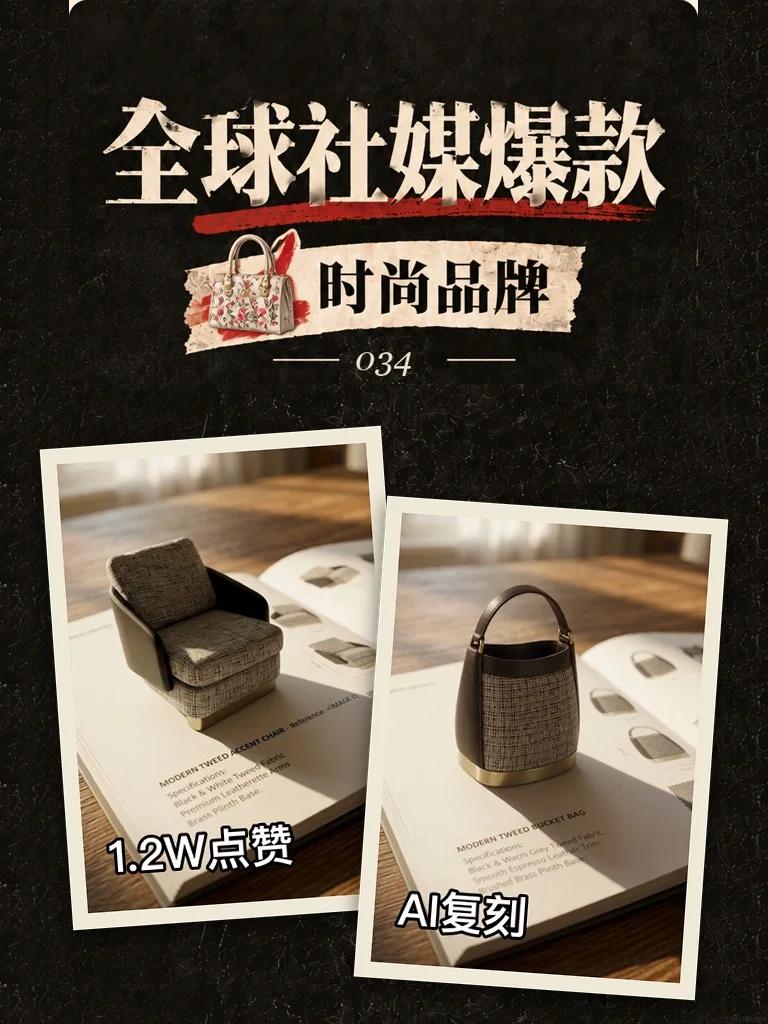 全球社媒爆款
时尚品牌
034
MODERN TWEED ACCENT CHAIR - Reference:
Specifications:
Black & White Tweed Fabric
Premium Leatherette Arms
Brass Plinth Base.
1.2W点赞
MODERN TWEED BUCKET BAG
Specifications:
Black & Warm Grey Tweed Fabric
Smooth Espresso Leather Trim
Brushed Brass Plinth Base
AI复刻